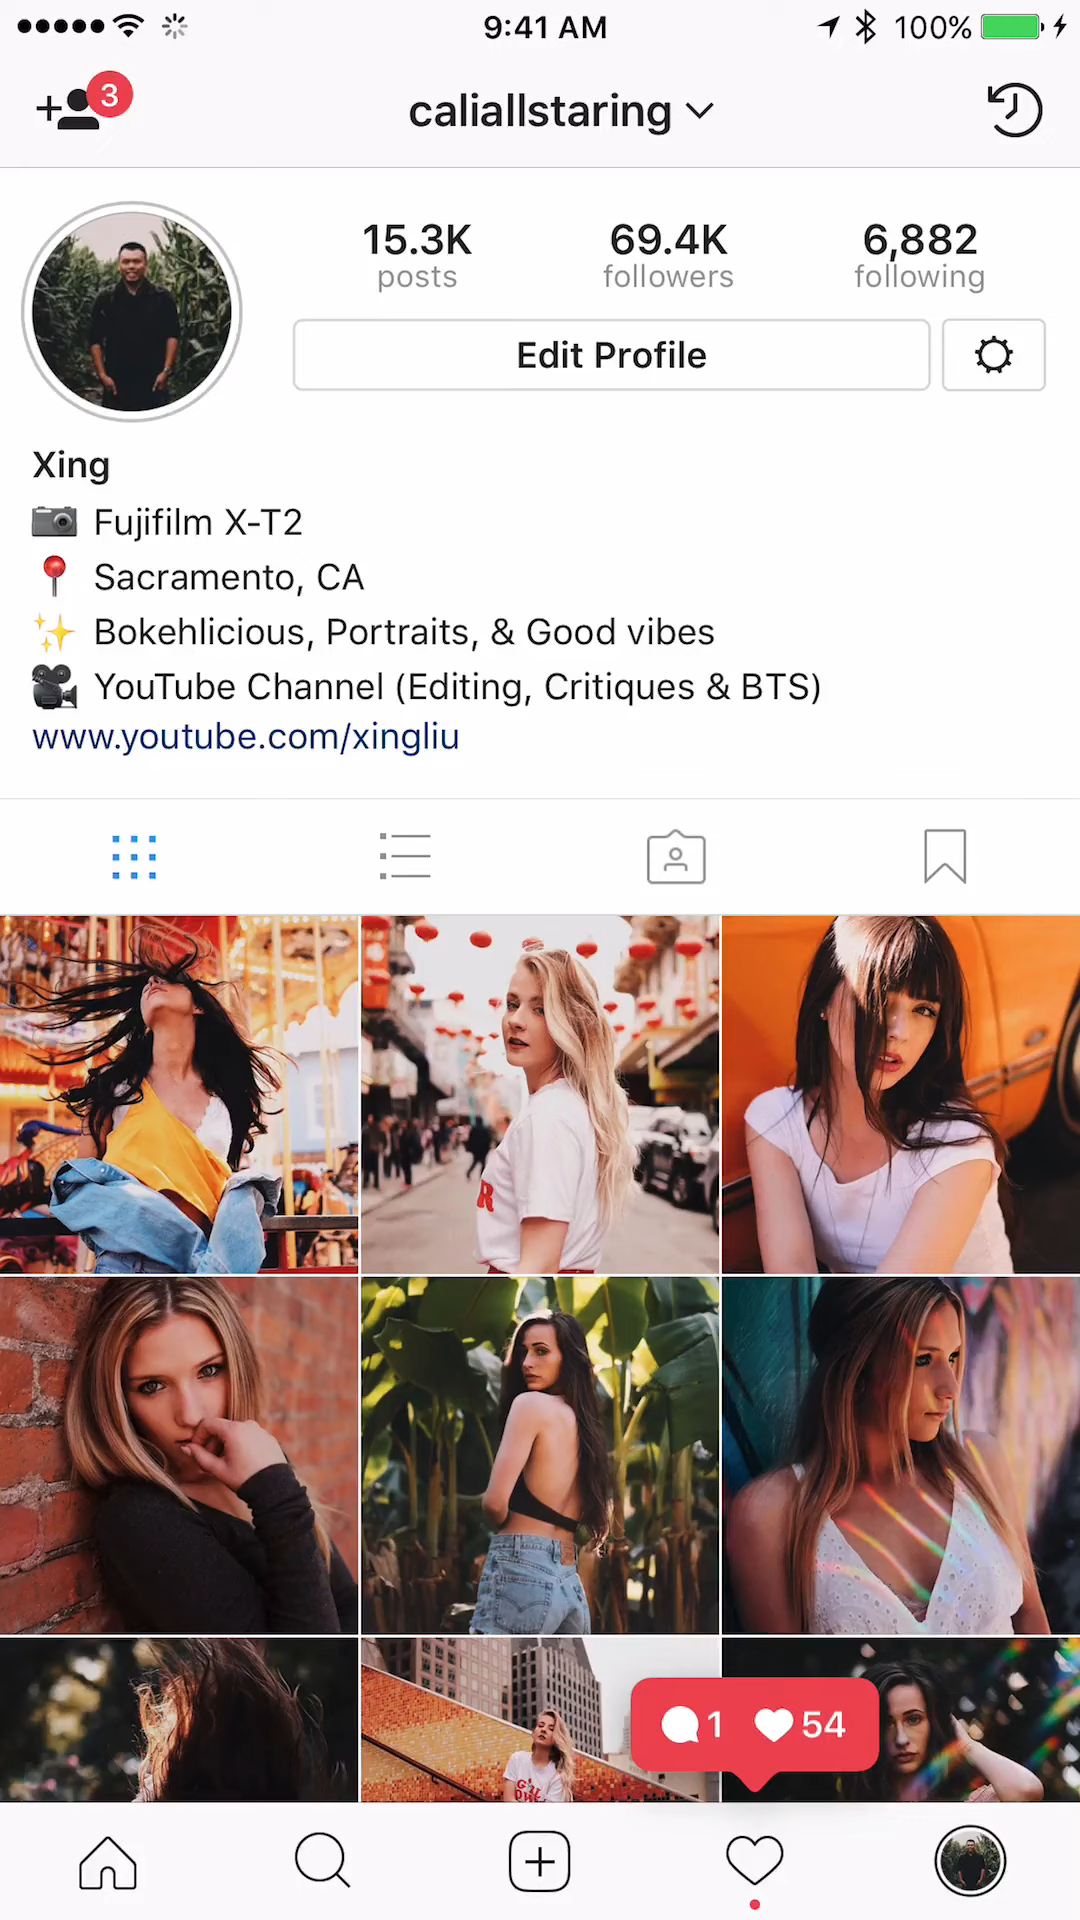 9:41 AM 100%
3 caliallstaring
15.3K 69.4K 6,882
posts followers following
Edit Profile
Xing
Fujifilm X-T2
Sacramento, CA
Bokehlicious, Portraits, & Good vibes
YouTube Channel (Editing, Critiques & BTS)
www.youtube.com/xingliu
R
1 54